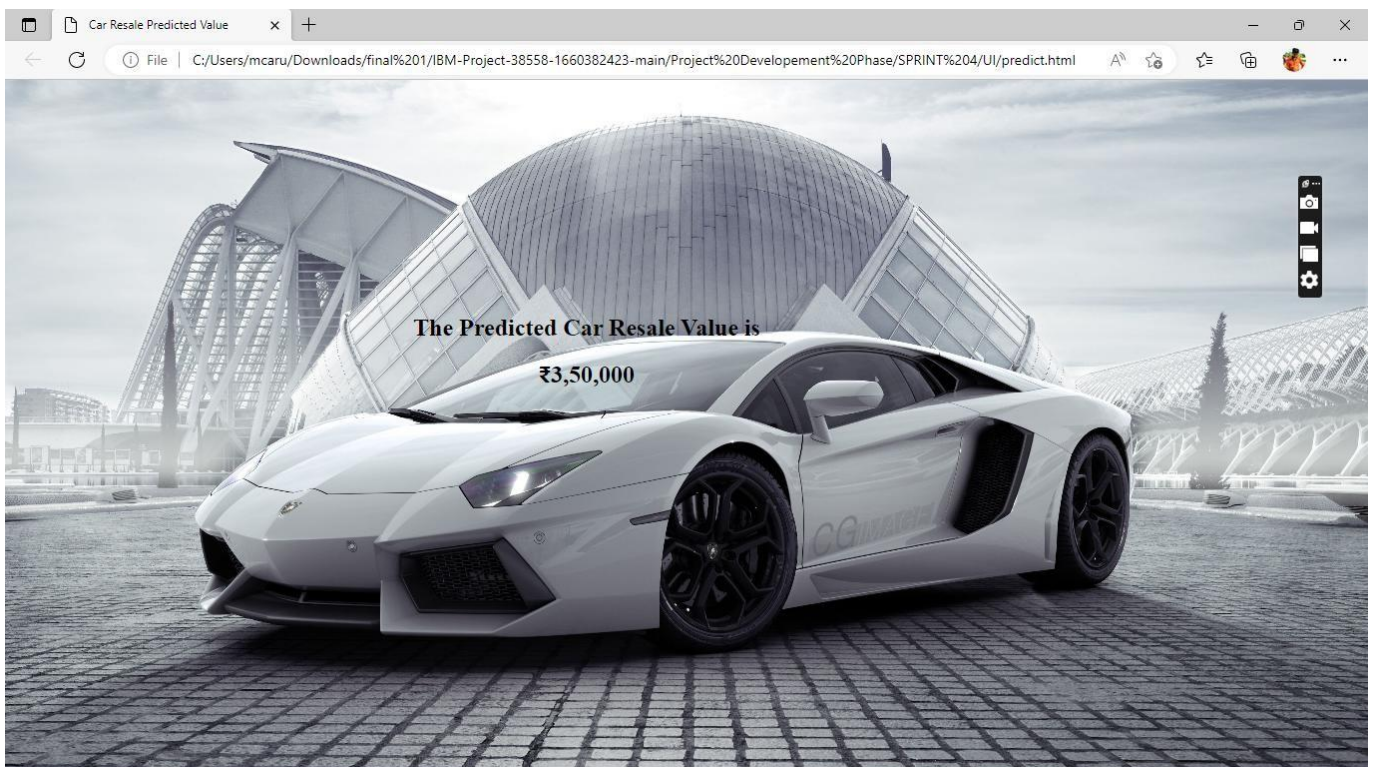 Car Resale Predicted Value
File
C:/Users/mcaru/Downloads/final%201/IBM-Project-38558-1660382423-main/Project%20Developement%20Phase/SPRINT%204/UI/predict.html
The Predicted Car Resale Value is
₹3,50,000
CG